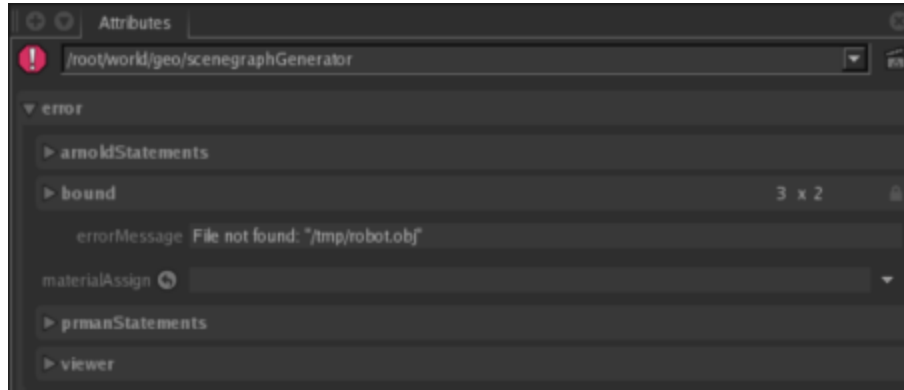 Attributes
/root/world/geo/scenegraphGenerator
error
arnoldStatements
bound 3 x 2
errorMessage File not found: "/tmp/robot.obj"
materialAssign
prmanStatements
viewer